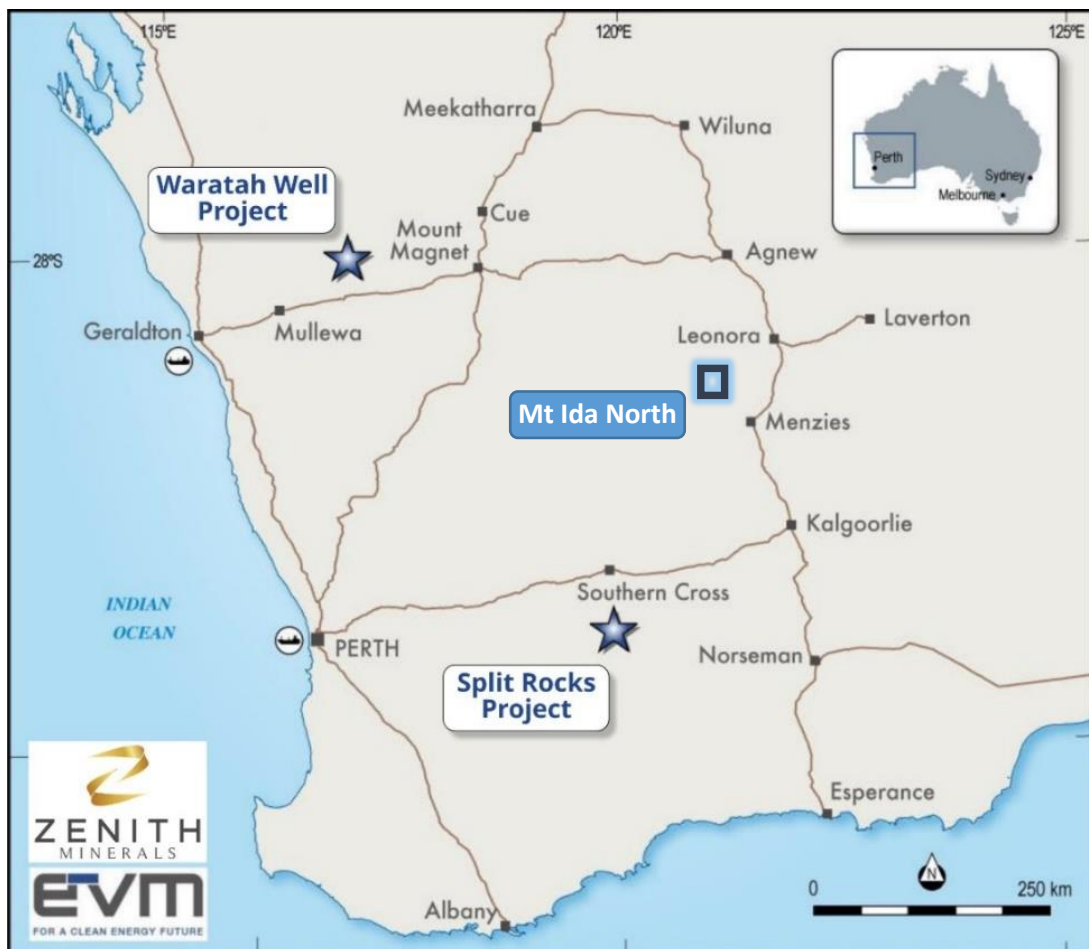 115°E
120°E
125°E
Meekatharra
Wiluna
Perth
Sydney
Melbourne
Waratah Well
Project
Cue
Mount
Magnet
28°S
Agnew
Mullewa
Geraldton
Leonora
Laverton
Mt Ida North
Menzies
Kalgoorlie
Southern Cross
INDIAN
OCEAN
PERTH
Norseman
Split Rocks
Project
Esperance
ZENITH
MINERALS
EVM
FOR A CLEAN ENERGY FUTURE
Albany
N
0
250 km